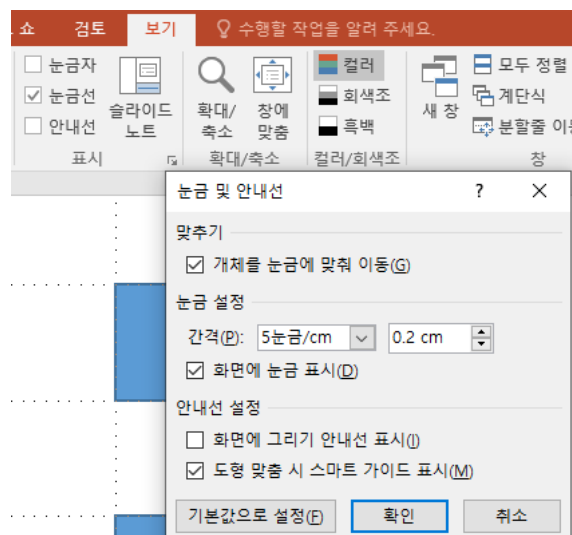 쇼 검토 보기 수행할 작업을 알려 주세요.
눈금자
눈금선
안내선
슬라이드
노트
표시
확대/
축소
창에
맞춤
확대/축소
컬러
회색조
흑백
컬러/회색조
새 창
모두 정렬
계단식
분할줄
창
눈금 및 안내선 ? ×
맞추기
개체를 눈금에 맞춰 이동(G)
눈금 설정
간격(P): 5눈금/cm 0.2 cm
화면에 눈금 표시(D)
안내선 설정
화면에 그리기 안내선 표시(I)
도형 맞춤 시 스마트 가이드 표시(M)
기본값으로 설정(F) 확인 취소